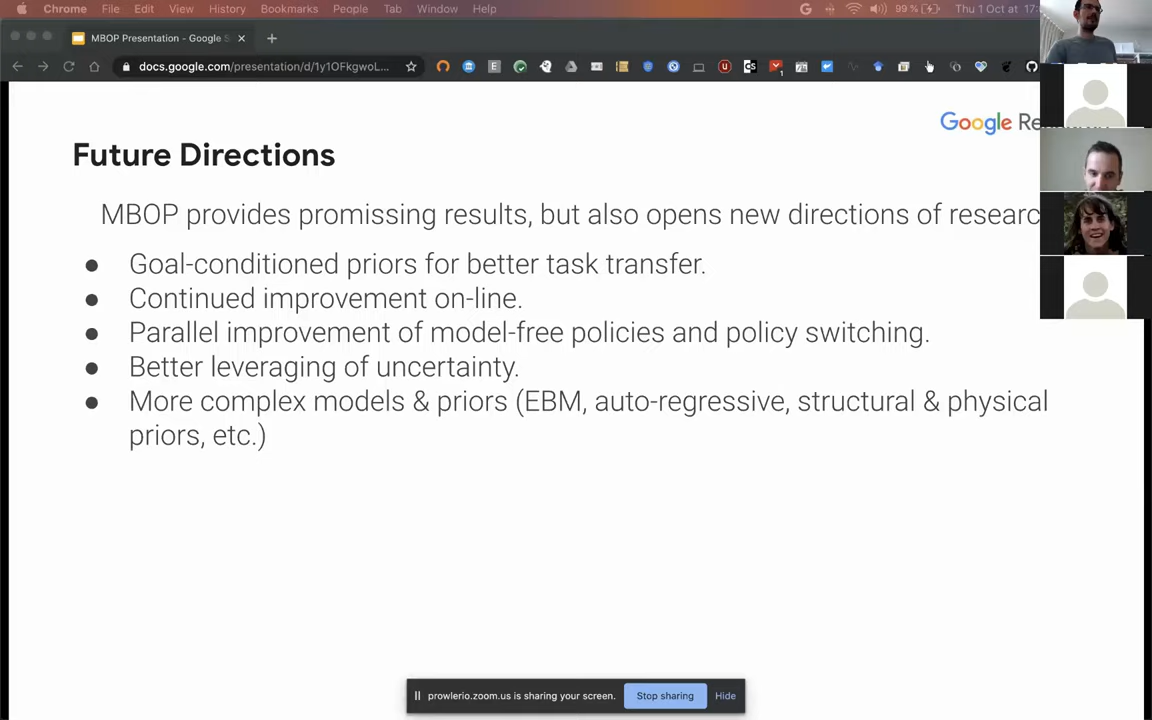 Chrome File Edit View History Bookmarks People Tab Window Help 99% Thu 1 Oct at
MBOP Presentation - Google
docs.google.com/presentation/d/1y1OFkgwoL...
Google
Future Directions
MBOP provides promissing results, but also opens new directions of researc
● Goal-conditioned priors for better task transfer.
● Continued improvement on-line.
● Parallel improvement of model-free policies and policy switching.
● Better leveraging of uncertainty.
● More complex models & priors (EBM, auto-regressive, structural & physical
priors, etc.)
prowlerio.zoom.us is sharing your screen. Stop sharing Hide